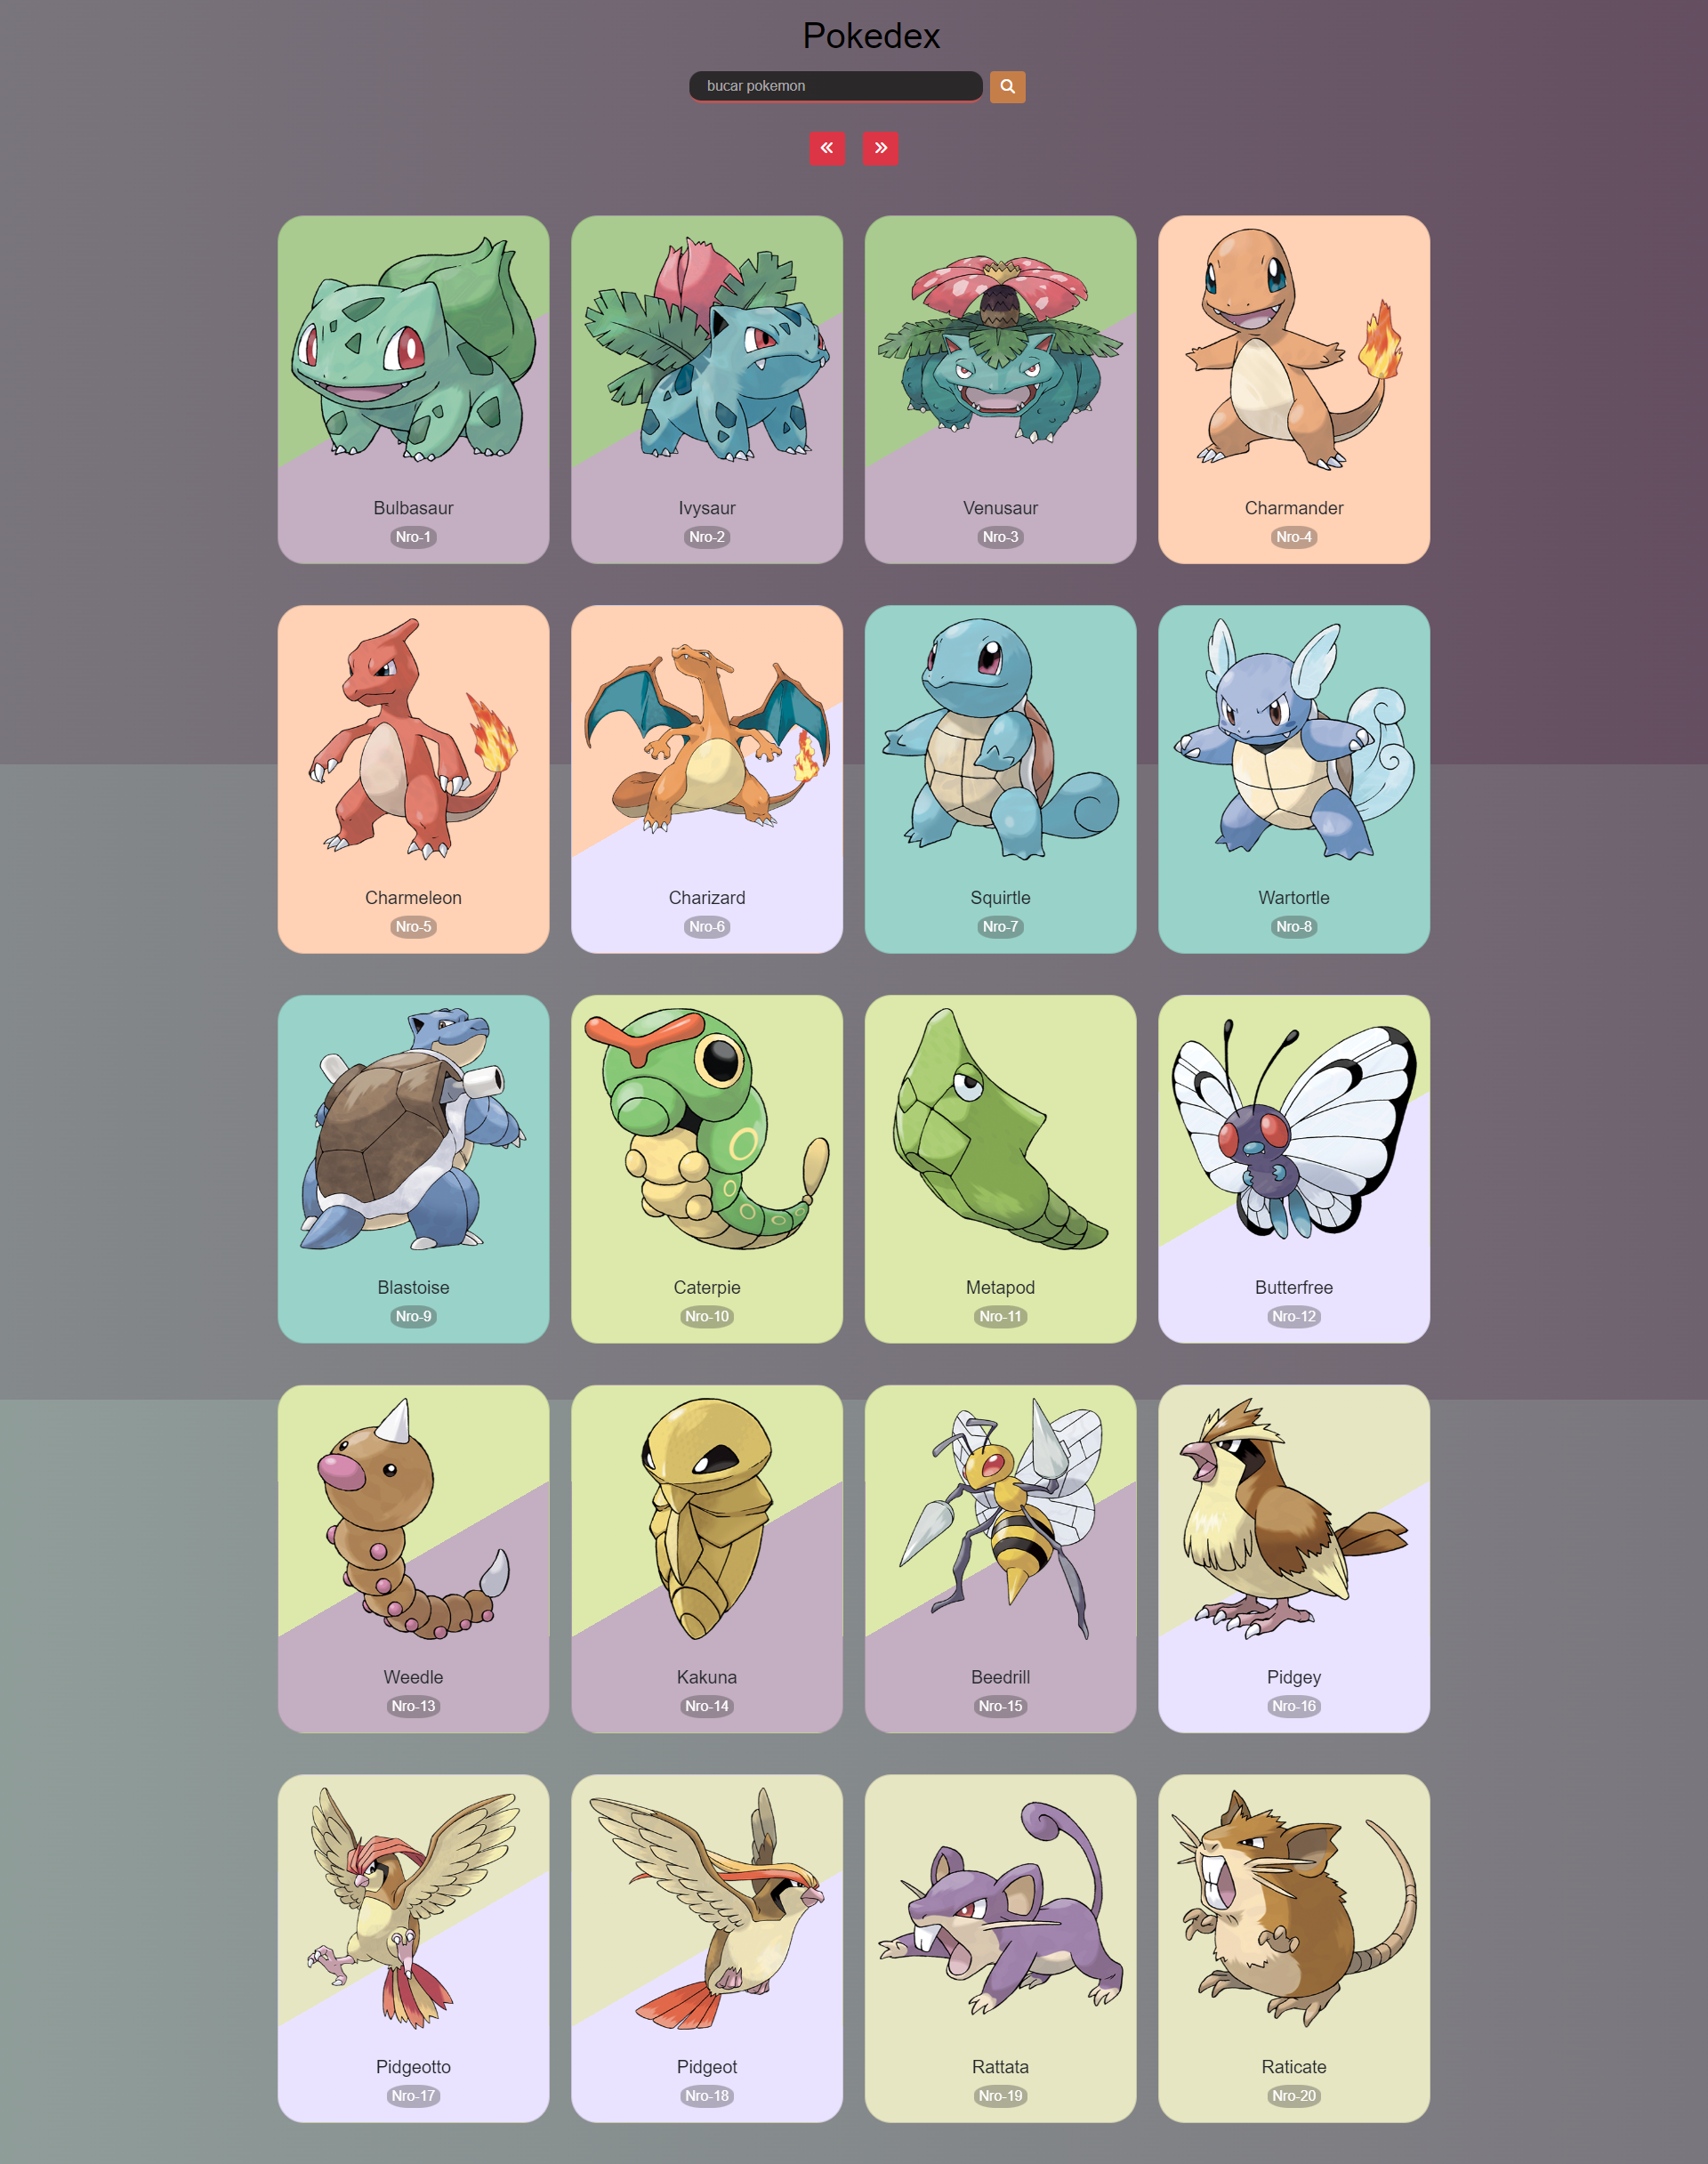 Pokedex
bucar pokemon
Bulbasaur
Nro-1
Ivysaur
Nro-2
Venusaur
Nro-3
Charmander
Nro-4
Charmeleon
Nro-5
Charizard
Nro-6
Squirtle
Nro-7
Wartortle
Nro-8
Blastoise
Nro-9
Caterpie
Nro-10
Metapod
Nro-11
Butterfree
Nro-12
Weedle
Nro-13
Kakuna
Nro-14
Beedrill
Nro-15
Pidgey
Nro-16
Pidgeotto
Nro-17
Pidgeot
Nro-18
Rattata
Nro-19
Raticate
Nro-20